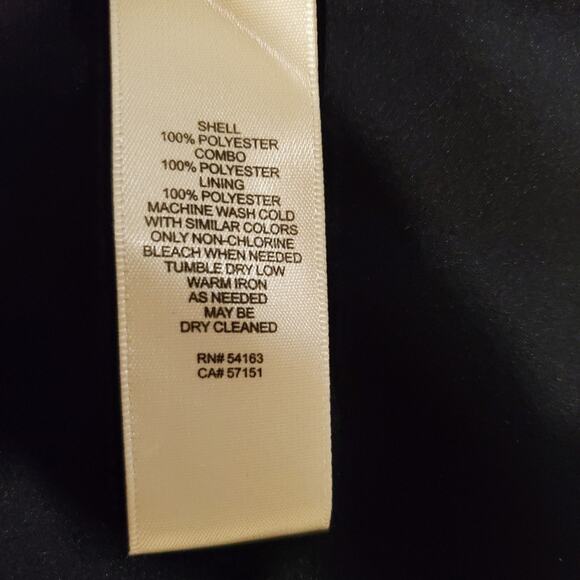 SHELL
100% POLYESTER
COMBO
100% POLYESTER
LINING
100% POLYESTER
MACHINE WASH COLD
WITH SIMILAR COLORS
ONLY NON-CHLORINE
BLEACH WHEN NEEDED
TUMBLE DRY LOW
WARM IRON
AS NEEDED
MAY BE
DRY CLEANED
RN# 54163
CA# 57151